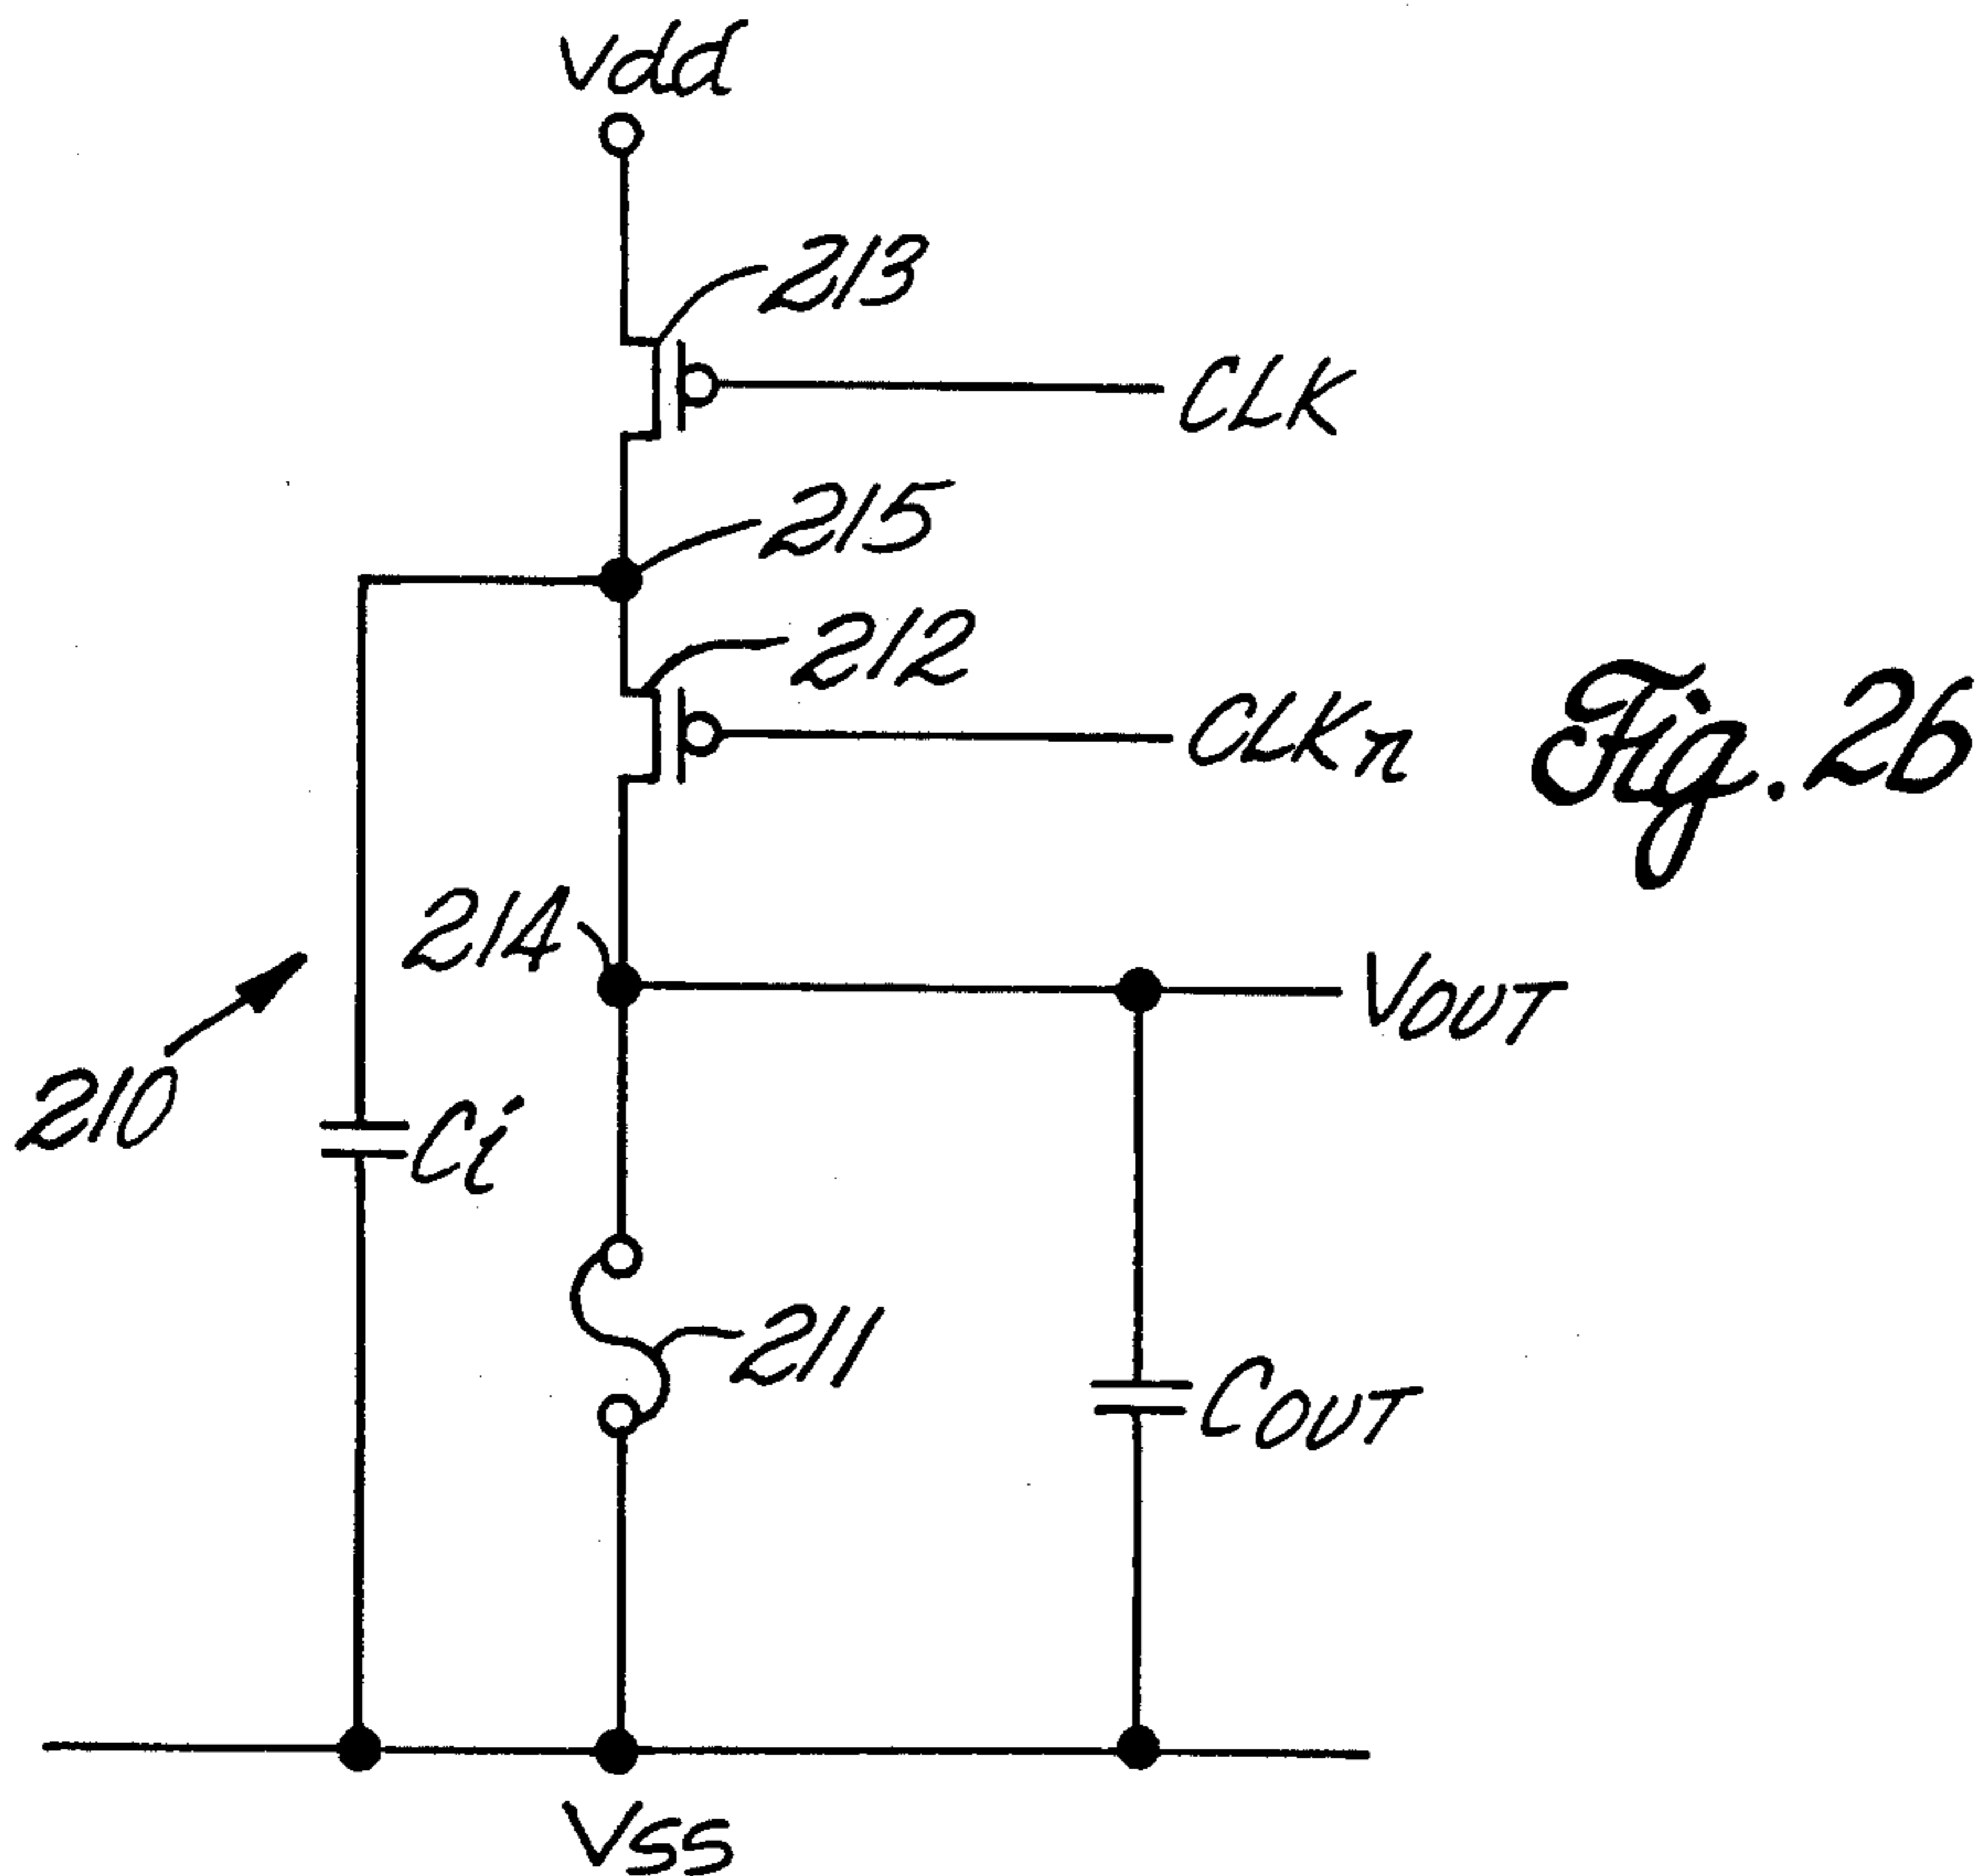 Vdd
213
CLK
215
212
CLKn
Fig. 26
214
VOUT
210
Ci
211
COUT
VSS